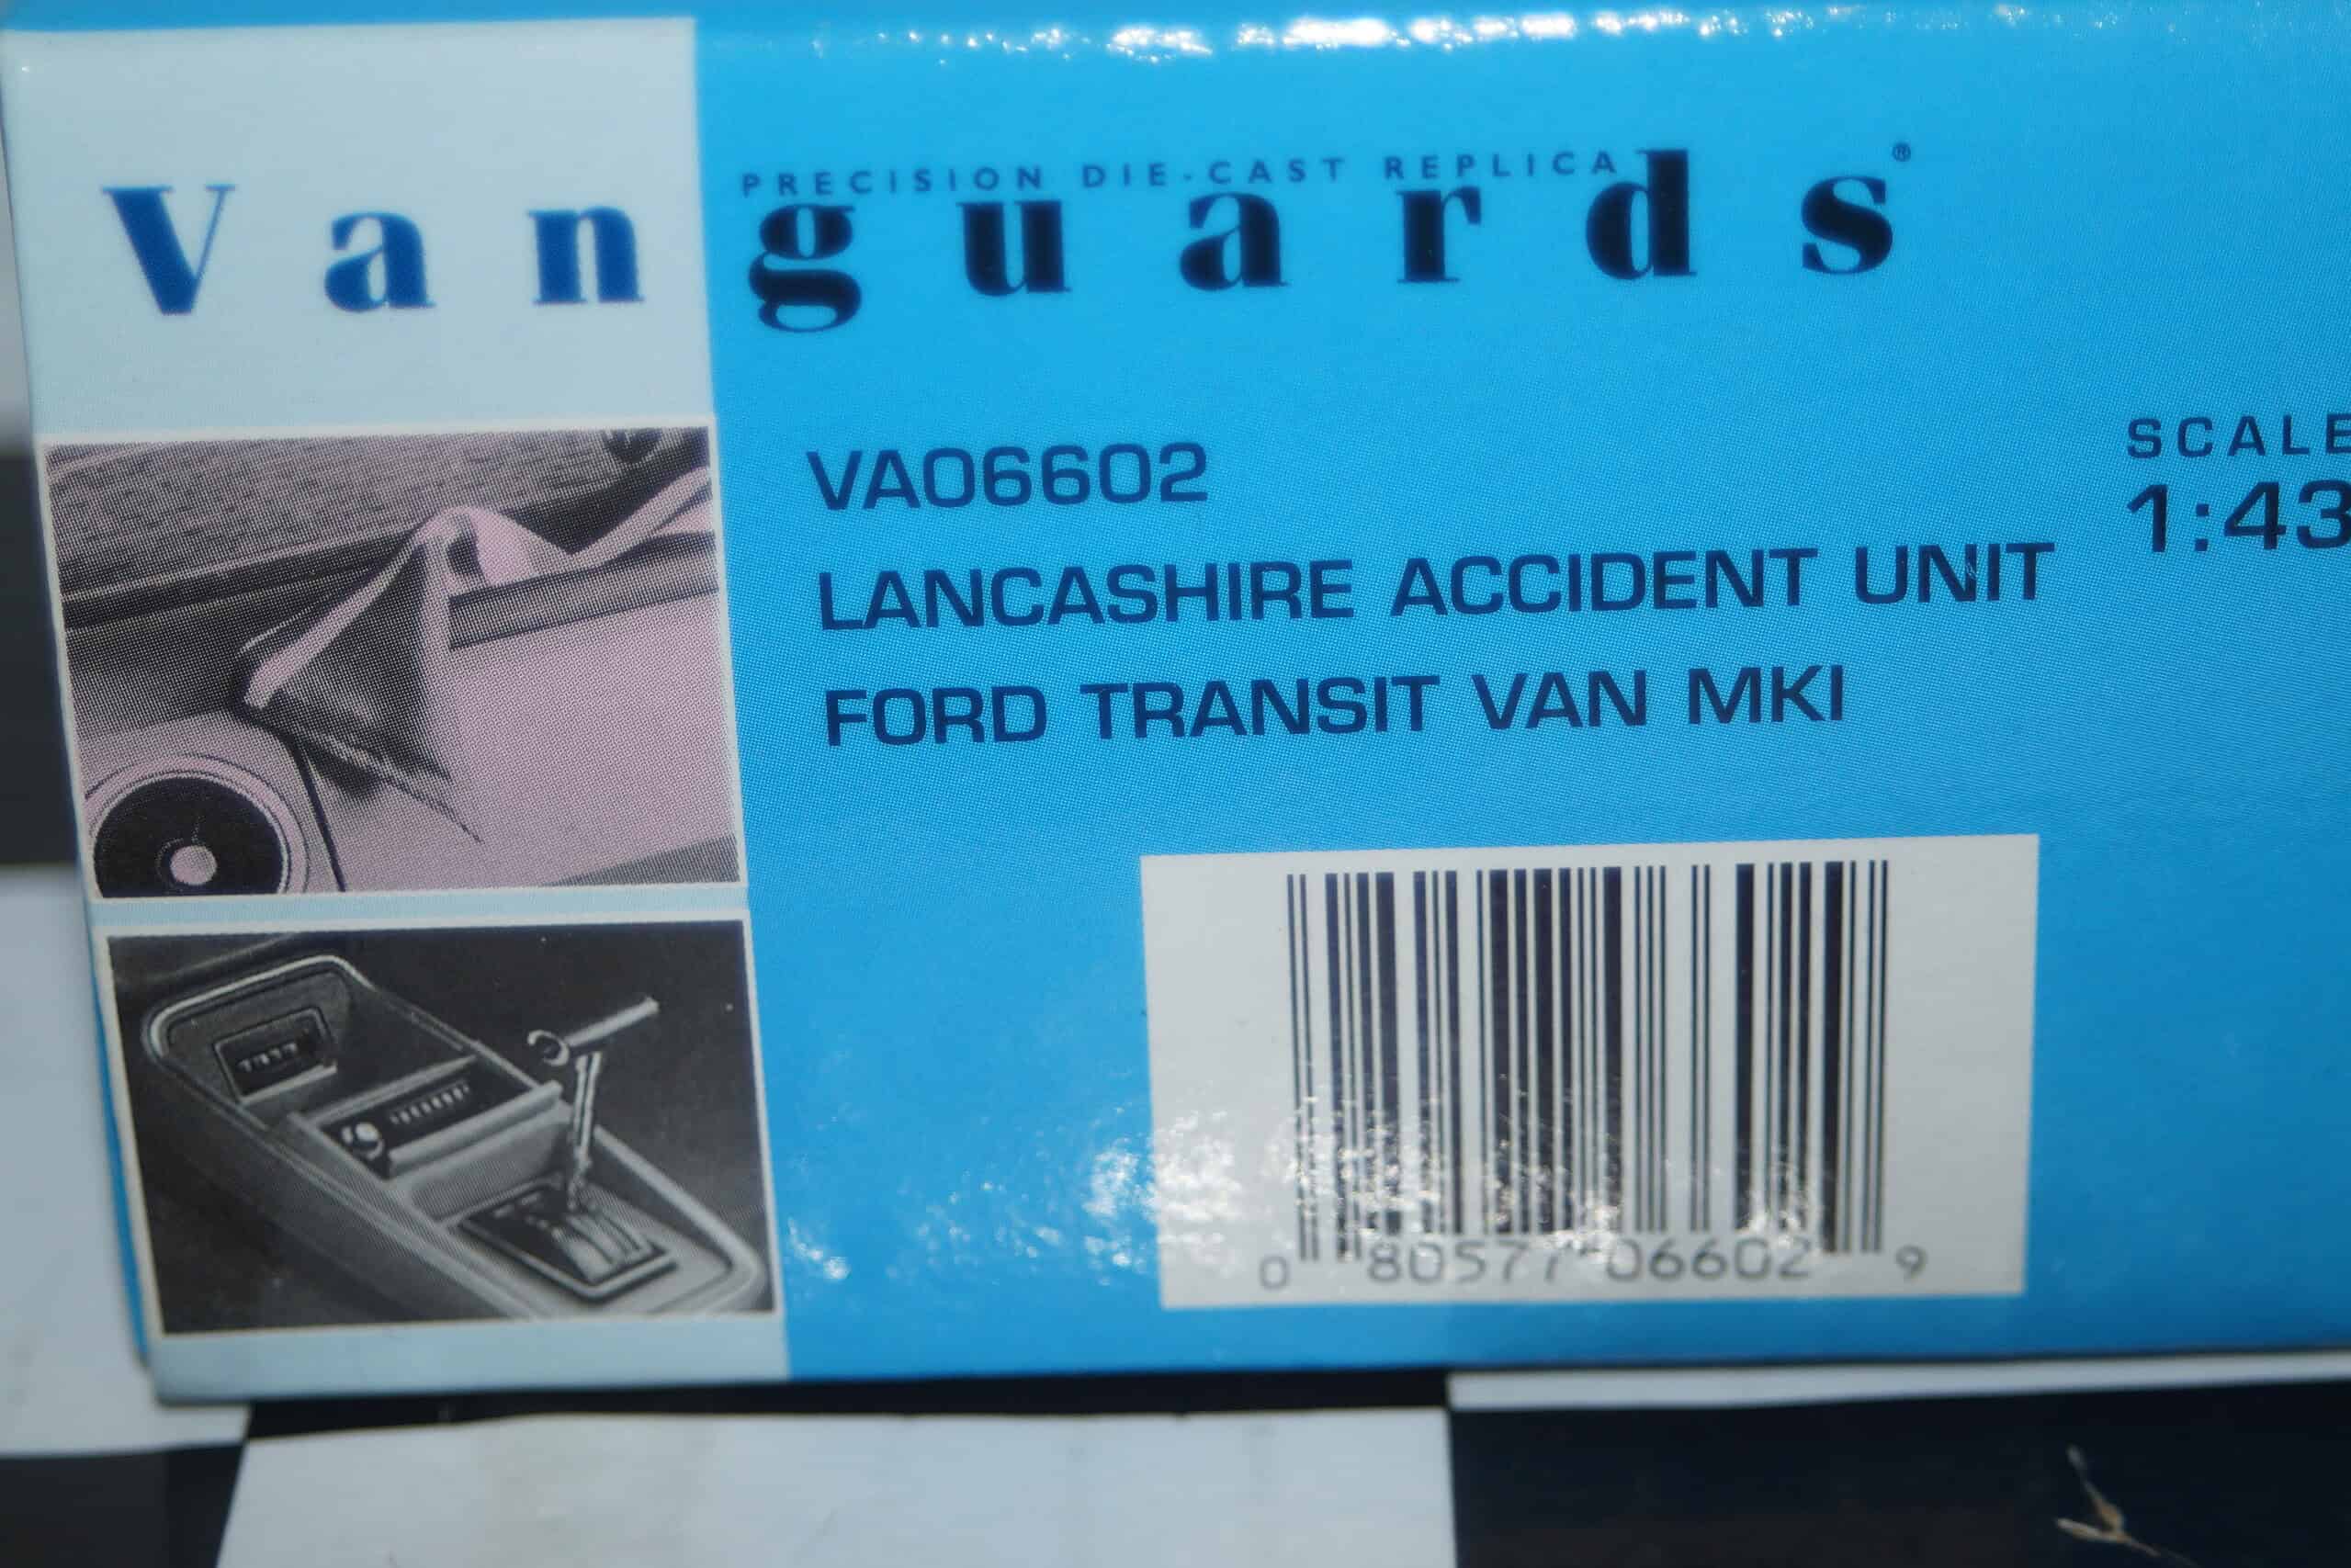 PRECISION DIE-CAST REPLICA
Vanguards®
VA06602
SCALE
1:43
LANCASHIRE ACCIDENT UNIT
FORD TRANSIT VAN MKI
0 80577 06602 9